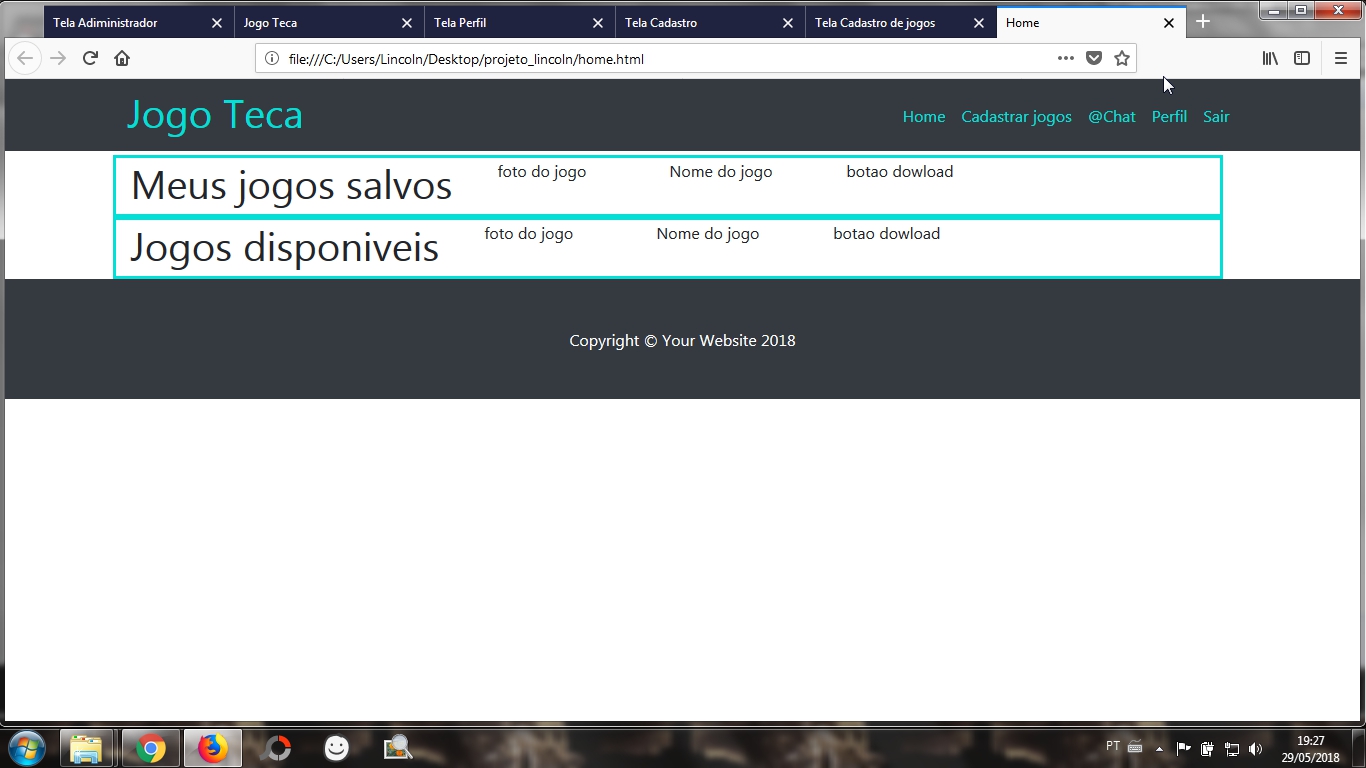 Tela Adiministrador
Jogo Teca
Tela Perfil
Tela Cadastro
Tela Cadastro de jogos
Home
file:///C:/Users/Lincoln/Desktop/projeto_lincoln/home.html
Jogo Teca
Home Cadastrar jogos @Chat Perfil Sair
Meus jogos salvos foto do jogo Nome do jogo botao dowload
Jogos disponiveis foto do jogo Nome do jogo botao dowload
Copyright © Your Website 2018
PT
19:27
29/05/2018